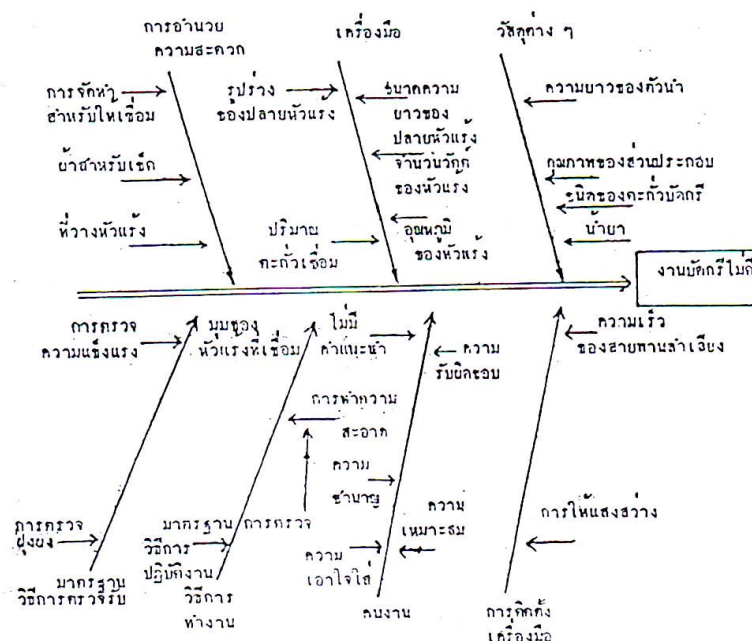 การอำนวย
ความสะดวก
เครื่องมือ
วัสดุต่าง ๆ
การจัดหา
สำหรับให้เชื่อม
รูปร่าง
ของปลายหัวแร้ง
ขนาดความ
ยาวของ
ปลายหัวแร้ง
ความยาวของตัวนำ
จำนวนวัตต์
ของหัวแร้ง
ผ้าสำหรับเช็ด
คุณภาพของส่วนประกอบ
ชนิดของตะกั่วบัดกรี
ที่วางหัวแร้ง
ปริมาณ
ตะกั่วเชื่อม
อุณหภูมิ
ของหัวแร้ง
น้ำยา
งานบัดกรีไม่ดี
การตรวจ
ความแข็งแรง
มุมของ
หัวแร้งที่เชื่อม
ไม่มี
คำแนะนำ
ความ
รับผิดชอบ
ความเร็ว
ของสายพานลำเลียง
การทำความ
สะอาด
ความ
ชำนาญ
การตรวจ
มาตรฐาน
วิธีการ
ปฏิบัติงาน
การตรวจ
ความ
เหมาะสม
การให้แสงสว่าง
ความ
เอาใจใส่
มาตรฐาน
วิธีการตรวจรับ
วิธีการ
ทำงาน
คนงาน
การติดตั้ง
เครื่องมือ